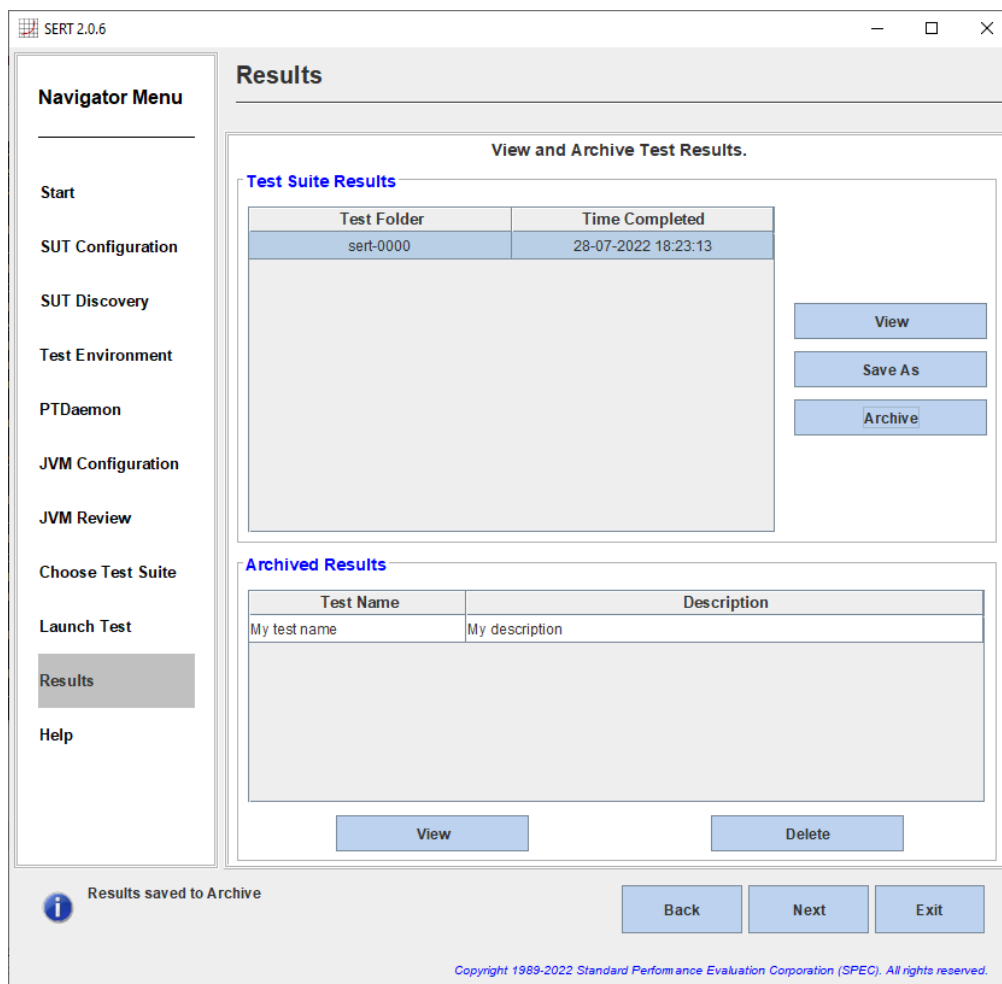 SERT 2.0.6
Navigator Menu
Start
SUT Configuration
SUT Discovery
Test Environment
PTDaemon
JVM Configuration
JVM Review
Choose Test Suite
Launch Test
Results
Help
Results
View and Archive Test Results.
Test Suite Results
Test Folder Time Completed
sert-0000 28-07-2022 18:23:13
View
Save As
Archive
Archived Results
Test Name Description
My test name My description
View Delete
Results saved to Archive
Back Next Exit
Copyright 1989-2022 Standard Performance Evaluation Corporation (SPEC). All rights reserved.